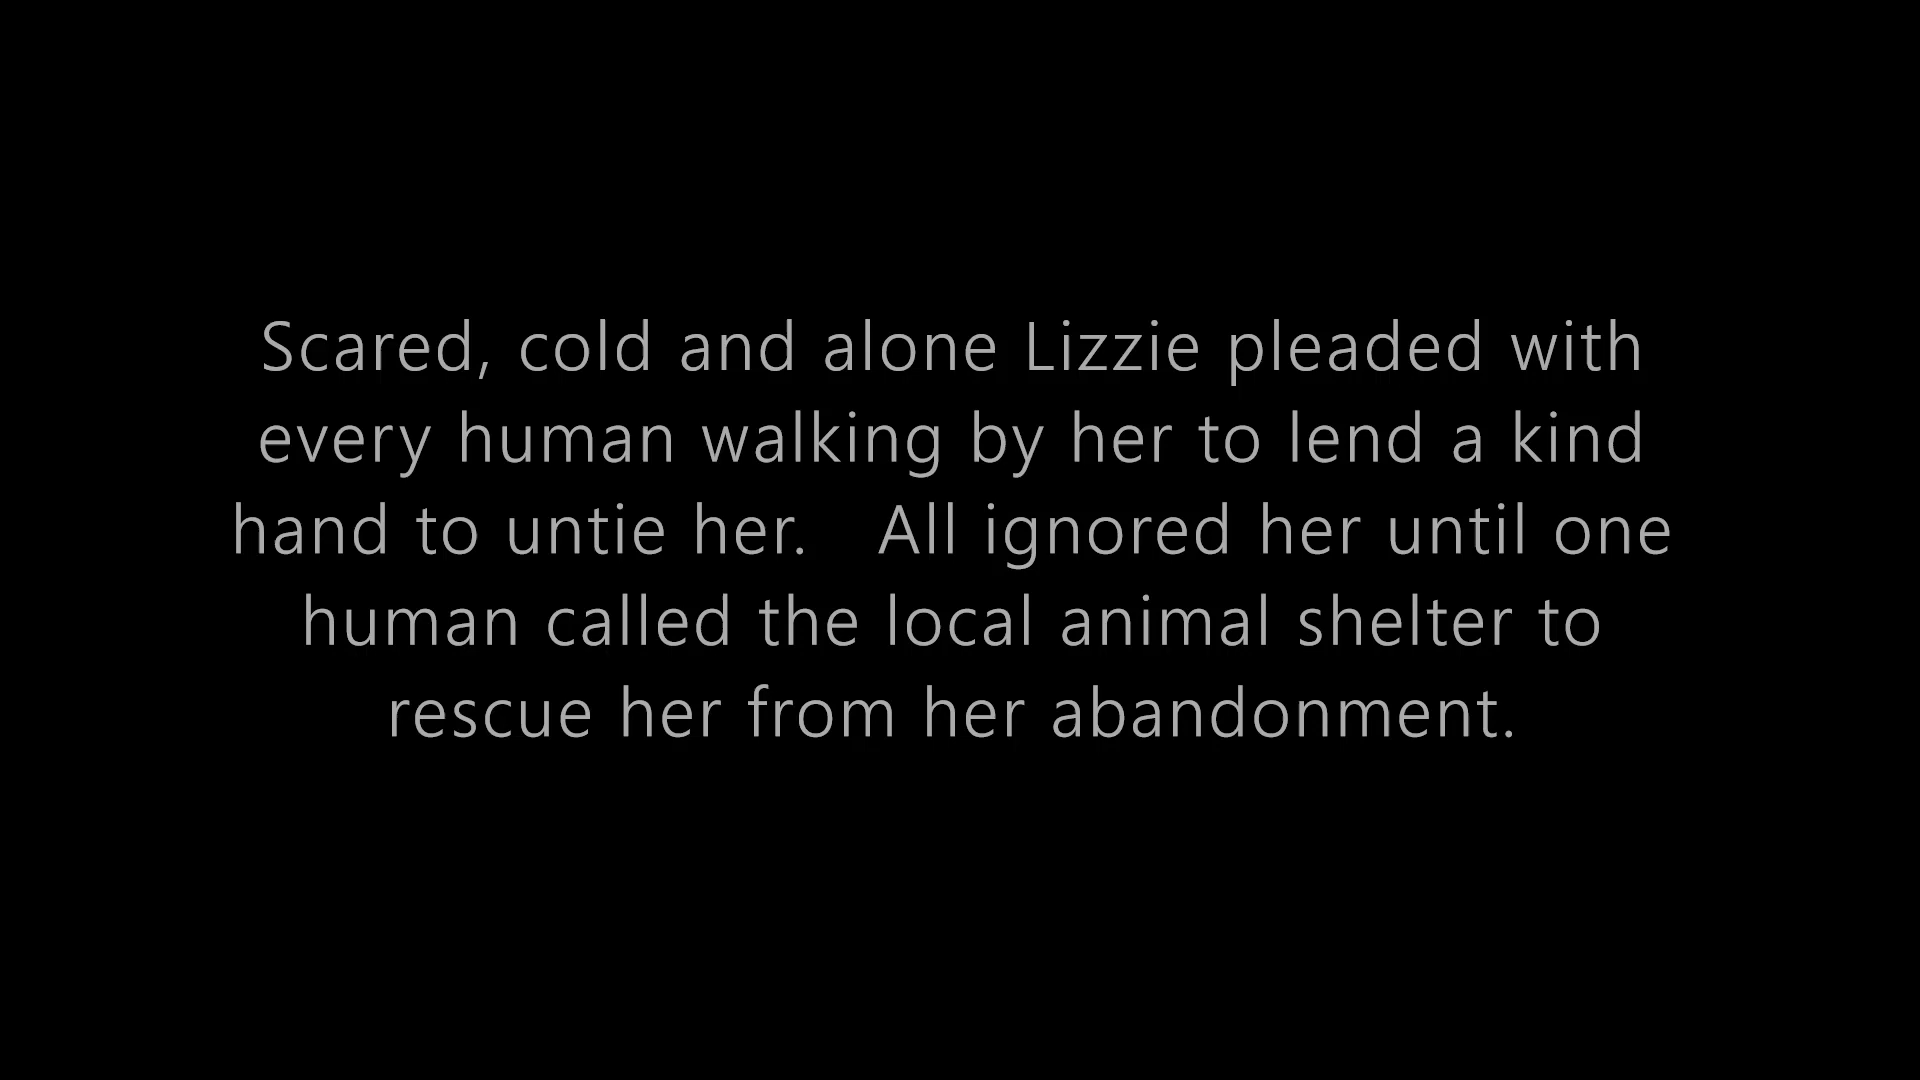 Scared, cold and alone Lizzie pleaded with
every human walking by her to lend a kind
hand to untie her.   All ignored her until one
human called the local animal shelter to
rescue her from her abandonment.